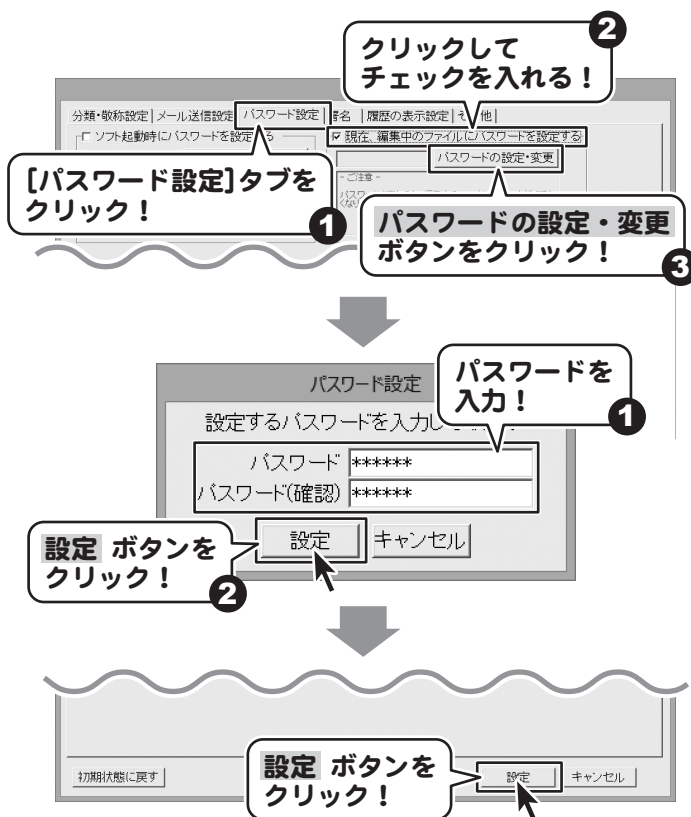 ❷
クリックして
チェックを入れる！
分類・敬称設定 メール送信設定 パスワード設定 署名 履歴の表示設定 その他
ソフト起動時にパスワードを設定する
現在、編集中のファイルにパスワードを設定する
パスワードの設定・変更
- ご注意 -
[パスワード設定]タブを
クリック！
❶
パスワードの設定・変更
ボタンをクリック！
❸
パスワード設定
パスワードを
入力！
❶
設定するパスワードを入力し
パスワード ******
パスワード(確認) ******
設定 キャンセル
設定 ボタンを
クリック！
❷
初期状態に戻す
設定 ボタンを
クリック！
設定 キャンセル